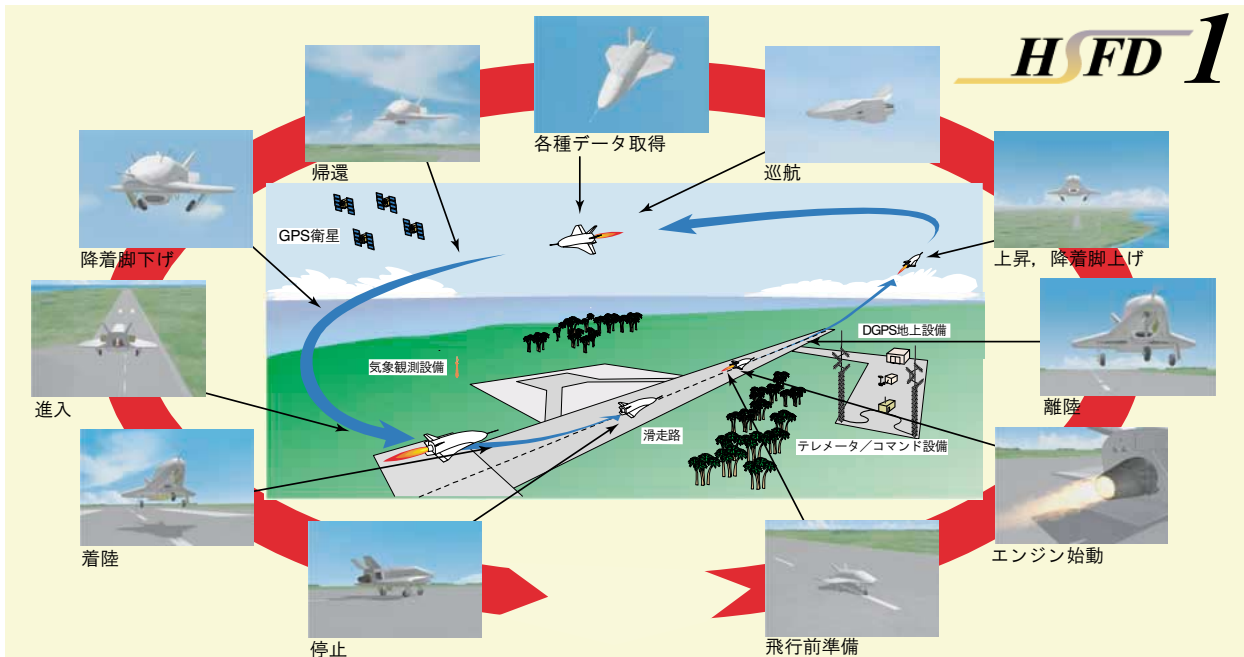 HSFD 1
各種データ取得
帰還
巡航
GPS衛星
降着脚下げ
上昇，降着脚上げ
DGPS地上設備
気象観測設備
進入
離陸
滑走路
テレメータ／コマンド設備
着陸
エンジン始動
停止
飛行前準備